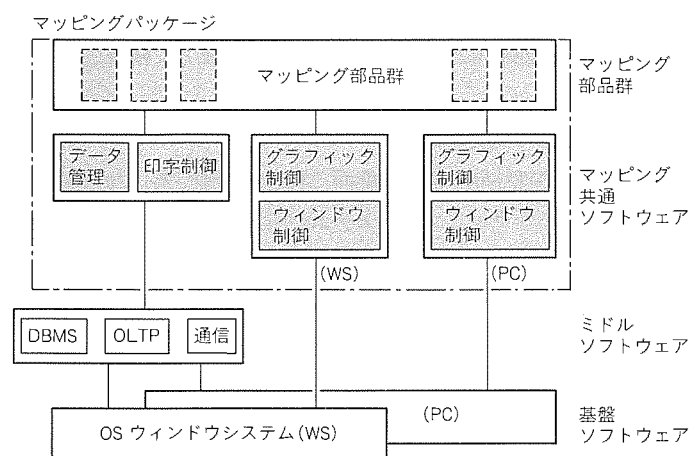 マッピングパッケージ
マッピング部品群
マッピング
部品群
データ
管理
印字制御
グラフィック
制御
ウィンドウ
制御
(WS)
グラフィック
制御
ウィンドウ
制御
(PC)
マッピング
共通
ソフトウェア
DBMS
OLTP
通信
ミドル
ソフトウェア
(PC)
OS ウィンドウシステム(WS)
基盤
ソフトウェア